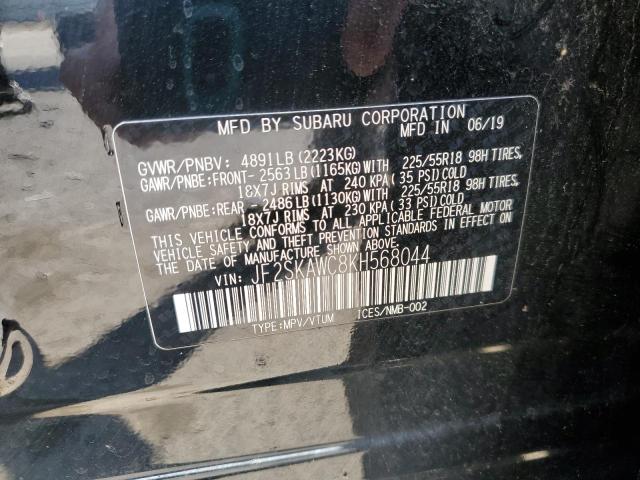 MFD BY SUBARU CORPORATION
MFD IN 06/19
GVWR/PNBV: 4891LB(2223KG)
GAWR/PNBE:FRONT-2563LB(1165KG)WITH 225/55R18 98H TIRES,
18X7J RIMS AT 240 KPA(35 PSI)COLD
GAWR/PNBE:REAR -2486LB(1130KG)WITH 225/55R18 98H TIRES,
18X7J RIMS AT 230 KPA(33 PSI)COLD
THIS VEHICLE CONFORMS TO ALL APPLICABLE FEDERAL MOTOR
VEHICLE SAFETY AND THEFT PREVENTION STANDARDS IN EFFECT
ON THE DATE OF MANUFACTURE SHOWN ABOVE.
VIN: JF2SKAWC8KH568044
TYPE:MPV/VTUM ICES/NMB-002